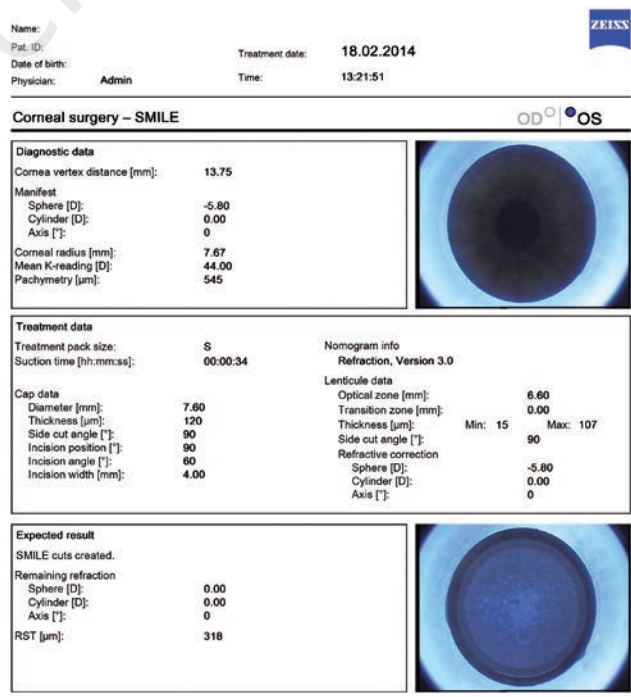 Name:
ZEISS
Pat. ID:
Treatment date: 18.02.2014
Date of birth:
Physician: Admin
Time: 13:21:51
Corneal surgery – SMILE
OD OS
Diagnostic data
Cornea vertex distance [mm]: 13.75
Manifest
Sphere [D]: -5.80
Cylinder [D]: 0.00
Axis [°]: 0
Corneal radius [mm]: 7.67
Mean K-reading [D]: 44.00
Pachymetry [µm]: 545
Treatment data
Treatment pack size: S
Suction time [hh:mm:ss]: 00:00:34
Cap data
Diameter [mm]: 7.60
Thickness [µm]: 120
Side cut angle [°]: 90
Incision position [°]: 90
Incision angle [°]: 60
Incision width [mm]: 4.00
Nomogram info
Refraction, Version 3.0
Lenticule data
Optical zone [mm]: 6.60
Transition zone [mm]: 0.00
Thickness [µm]: Min: 15 Max: 107
Side cut angle [°]: 90
Refractive correction
Sphere [D]: -5.80
Cylinder [D]: 0.00
Axis [°]: 0
Expected result
SMILE cuts created.
Remaining refraction
Sphere [D]: 0.00
Cylinder [D]: 0.00
Axis [°]: 0
RST [µm]: 318